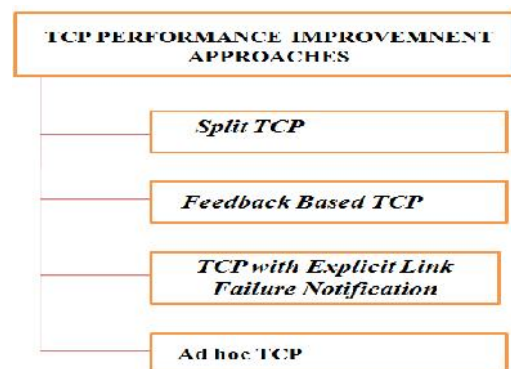 TCP PERFORMANCE IMPROVEMNENT
APPROACHES
Split TCP
Feedback Based TCP
TCP with Explicit Link
Failure Notification
Ad hoc TCP